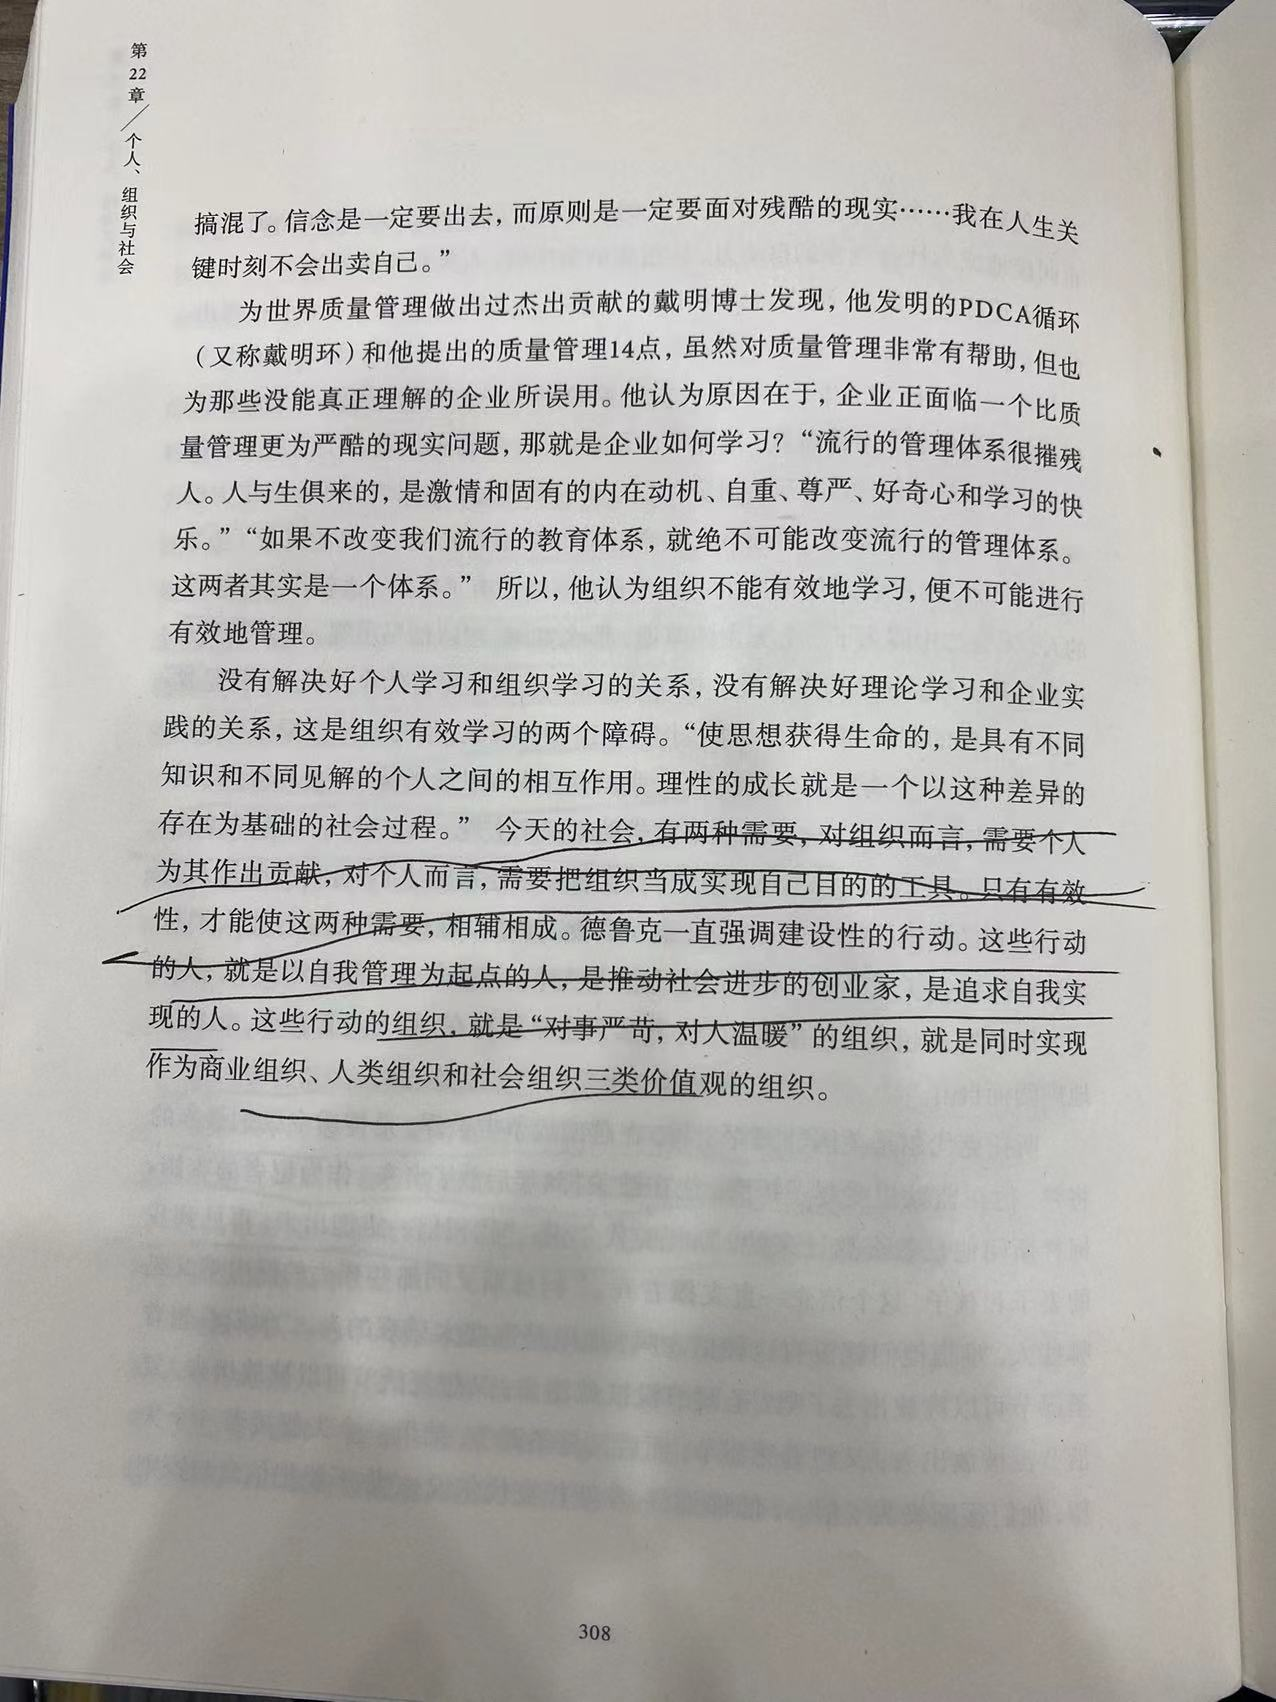 第22章／个人、组织与社会
搞混了。信念是一定要出去，而原则是一定要面对残酷的现实……我在人生关
键时刻不会出卖自己。”
为世界质量管理做出过杰出贡献的戴明博士发现，他发明的PDCA循环
（又称戴明环）和他提出的质量管理14点，虽然对质量管理非常有帮助，但也
为那些没能真正理解的企业所误用。他认为原因在于，企业正面临一个比质
量管理更为严酷的现实问题，那就是企业如何学习？“流行的管理体系很摧残
人。人与生俱来的，是激情和固有的内在动机、自重、尊严、好奇心和学习的快
乐。”“如果不改变我们流行的教育体系，就绝不可能改变流行的管理体系。
这两者其实是一个体系。” 所以，他认为组织不能有效地学习，便不可能进行
有效地管理。
没有解决好个人学习和组织学习的关系，没有解决好理论学习和企业实
践的关系，这是组织有效学习的两个障碍。“使思想获得生命的，是具有不同
知识和不同见解的个人之间的相互作用。理性的成长就是一个以这种差异的
存在为基础的社会过程。” 今天的社会，有两种需要，对组织而言，需要个人
为其作出贡献，对个人而言，需要把组织当成实现自己目的的工具。只有有效
性，才能使这两种需要，相辅相成。德鲁克一直强调建设性的行动。这些行动
的人，就是以自我管理为起点的人，是推动社会进步的创业家，是追求自我实
现的人。这些行动的组织，就是“对事严苛，对人温暖”的组织，就是同时实现
作为商业组织、人类组织和社会组织三类价值观的组织。
308